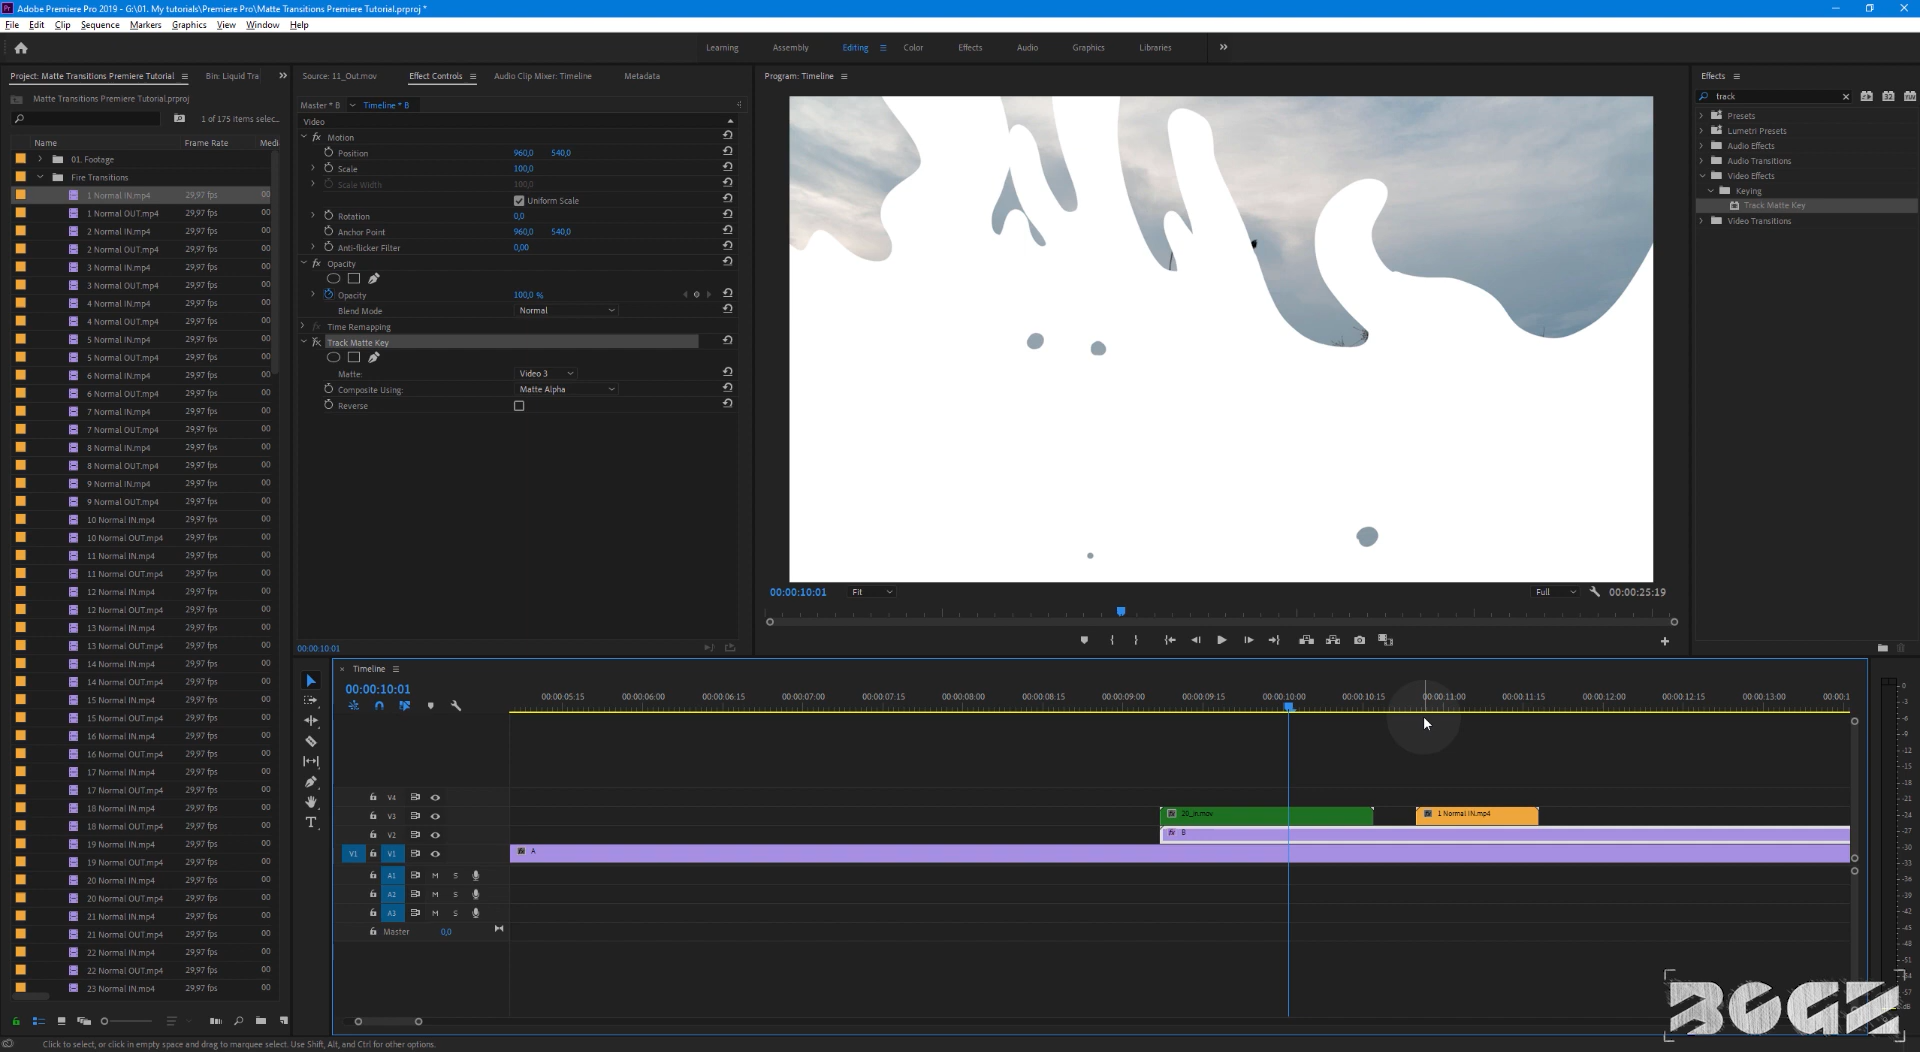 Adobe Premiere Pro 2019 - G:\01. My tutorials\Premiere Pro\Matte Transitions Premiere Tutorial.prproj *
File Edit Clip Sequence Markers Graphics View Window Help
Learning Assembly Editing Color Effects Audio Graphics Libraries
Project: Matte Transitions Premiere Tutorial Bin: Liquid Tra
Matte Transitions Premiere Tutorial.prproj
1 of 175 items selec...
Name Frame Rate Medi
01. Footage
Fire Transitions
1 Normal IN.mp4 29,97 fps 00
1 Normal OUT.mp4 29,97 fps 00
2 Normal IN.mp4 29,97 fps 00
2 Normal OUT.mp4 29,97 fps 00
3 Normal IN.mp4 29,97 fps 00
3 Normal OUT.mp4 29,97 fps 00
4 Normal IN.mp4 29,97 fps 00
4 Normal OUT.mp4 29,97 fps 00
5 Normal IN.mp4 29,97 fps 00
5 Normal OUT.mp4 29,97 fps 00
6 Normal IN.mp4 29,97 fps 00
6 Normal OUT.mp4 29,97 fps 00
7 Normal IN.mp4 29,97 fps 00
7 Normal OUT.mp4 29,97 fps 00
8 Normal IN.mp4 29,97 fps 00
8 Normal OUT.mp4 29,97 fps 00
9 Normal IN.mp4 29,97 fps 00
9 Normal OUT.mp4 29,97 fps 00
10 Normal IN.mp4 29,97 fps 00
10 Normal OUT.mp4 29,97 fps 00
11 Normal IN.mp4 29,97 fps 00
11 Normal OUT.mp4 29,97 fps 00
12 Normal IN.mp4 29,97 fps 00
12 Normal OUT.mp4 29,97 fps 00
13 Normal IN.mp4 29,97 fps 00
13 Normal OUT.mp4 29,97 fps 00
14 Normal IN.mp4 29,97 fps 00
14 Normal OUT.mp4 29,97 fps 00
15 Normal IN.mp4 29,97 fps 00
15 Normal OUT.mp4 29,97 fps 00
16 Normal IN.mp4 29,97 fps 00
16 Normal OUT.mp4 29,97 fps 00
17 Normal IN.mp4 29,97 fps 00
17 Normal OUT.mp4 29,97 fps 00
18 Normal IN.mp4 29,97 fps 00
18 Normal OUT.mp4 29,97 fps 00
19 Normal IN.mp4 29,97 fps 00
19 Normal OUT.mp4 29,97 fps 00
20 Normal IN.mp4 29,97 fps 00
20 Normal OUT.mp4 29,97 fps 00
21 Normal IN.mp4 29,97 fps 00
21 Normal OUT.mp4 29,97 fps 00
22 Normal IN.mp4 29,97 fps 00
22 Normal OUT.mp4 29,97 fps 00
23 Normal IN.mp4 29,97 fps 00
Source: 11_Out.mov Effect Controls Audio Clip Mixer: Timeline Metadata
Master * B Timeline * B
Video
fx Motion
Position 960,0 540,0
Scale 100,0
Scale Width 100,0
Uniform Scale
Rotation 0,0
Anchor Point 960,0 540,0
Anti-flicker Filter 0,00
fx Opacity
Opacity 100,0 %
Blend Mode Normal
fx Time Remapping
fx Track Matte Key
Matte: Video 3
Composite Using: Matte Alpha
Reverse
00:00:10:01
Program: Timeline
00:00:10:01 Fit Full 00:00:25:19
Effects
track
Presets
Lumetri Presets
Audio Effects
Audio Transitions
Video Effects
Keying
Track Matte Key
Video Transitions
Timeline
00:00:10:01
00:00:05:15 00:00:06:00 00:00:06:15 00:00:07:00 00:00:07:15 00:00:08:00 00:00:08:15 00:00:09:00 00:00:09:15 00:00:10:00 00:00:10:15 00:00:11:00 00:00:11:15 00:00:12:00 00:00:12:15 00:00:13:00 00:00:1
V4
V3 20_in.mov 1 Normal IN.mp4
V2 fx B
V1 V1 A
A1 M S
A2 M S
A3 M S
Master 0,0
0
-3
-6
-9
-12
-15
-18
-21
-24
-27
-30
-33
-36
-39
-42
-45
-48
-51
-54
-57
dB
BOGZ
Click to select, or click in empty space and drag to marquee select. Use Shift, Alt, and Ctrl for other options.